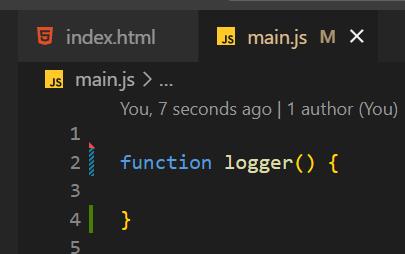 index.html JS main.js M
JS main.js > ...
You, 7 seconds ago | 1 author (You)
1
2 function logger() {
3
4 }
5